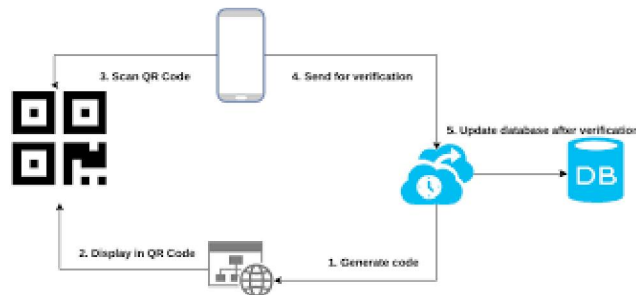 3. Scan QR Code
4. Send for verification
5. Update database after verification
DB
2. Display in QR Code
1. Generate code